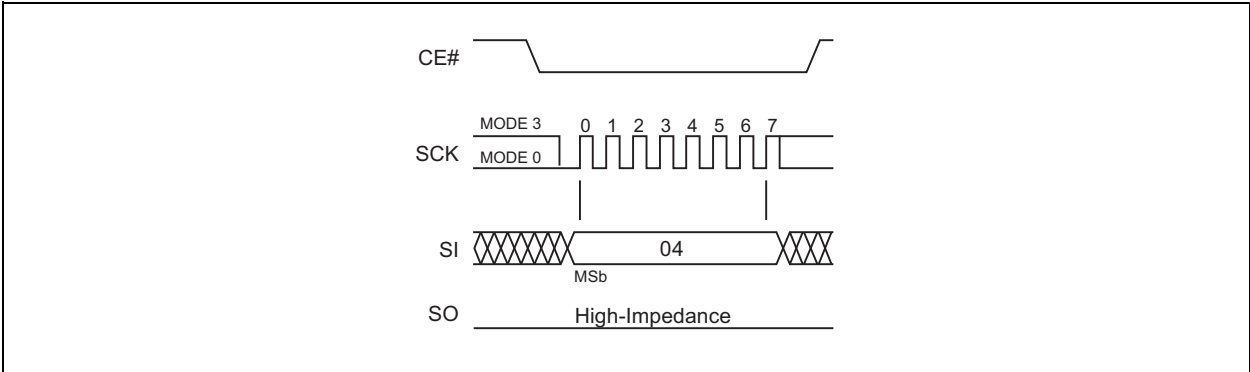 CE#
MODE 3
0 1 2 3 4 5 6 7
SCK
MODE 0
SI
04
MSb
SO
High-Impedance